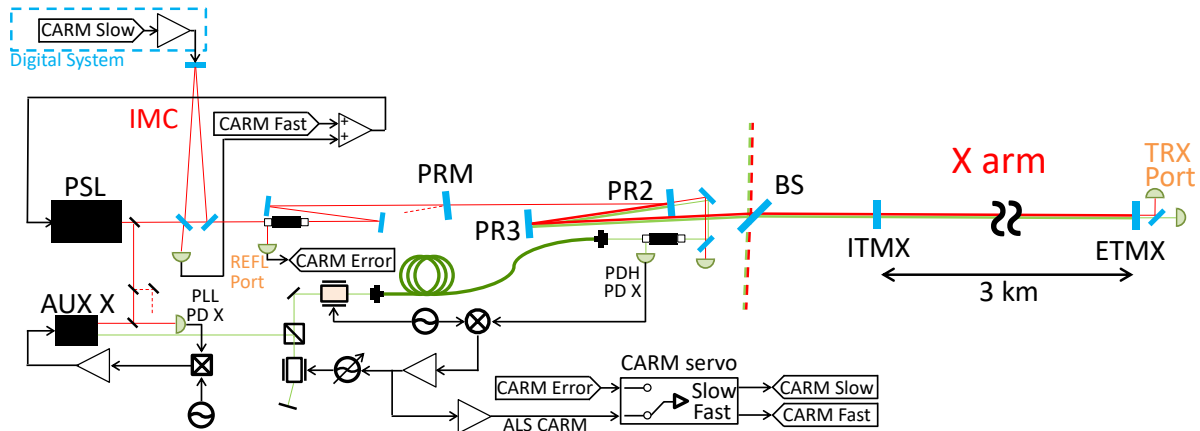 CARM Slow
Digital System
IMC
CARM Fast
+
+
PSL
PRM
PR2
PR3
BS
X arm
TRX
Port
ITMX
ETMX
3 km
REFL
Port
CARM Error
PDH
PD X
AUX X
PLL
PD X
CARM servo
CARM Error
Slow
Fast
CARM Slow
CARM Fast
ALS CARM